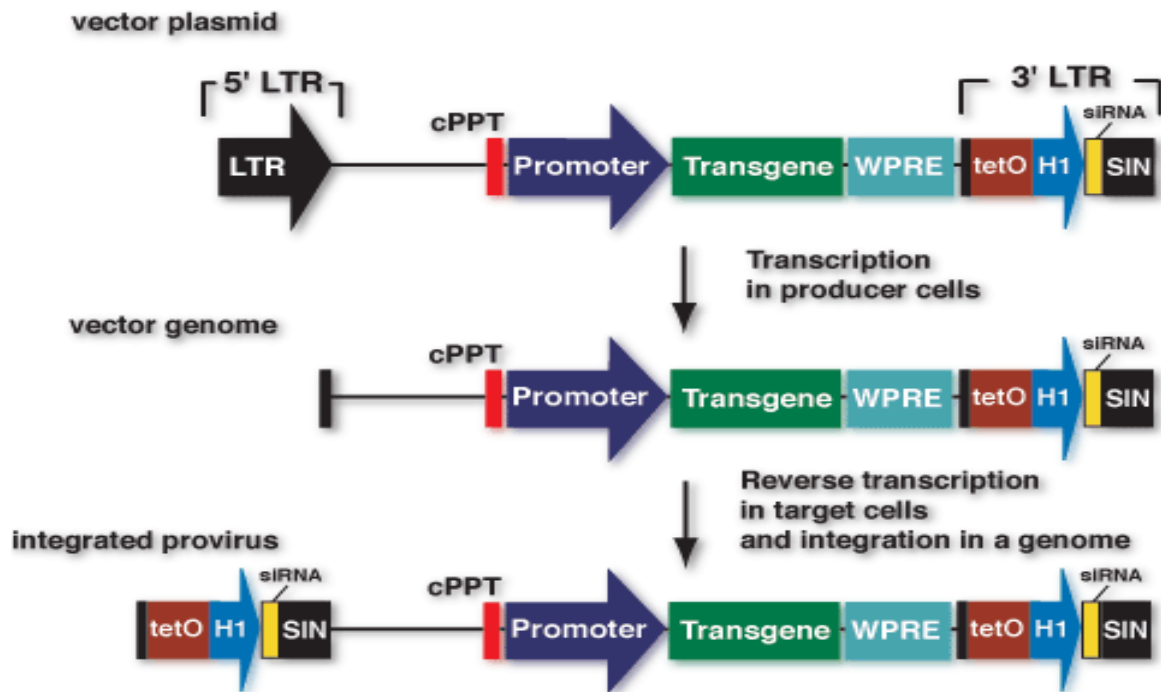 vector plasmid
5' LTR
3' LTR
siRNA
cPPT
LTR
Promoter
Transgene
WPRE
tetO
H1
SIN
Transcription
in producer cells
vector genome
siRNA
cPPT
Promoter
Transgene
WPRE
tetO
H1
SIN
Reverse transcription
in target cells
and integration in a genome
integrated provirus
siRNA
cPPT
siRNA
tetO
H1
SIN
Promoter
Transgene
WPRE
tetO
H1
SIN